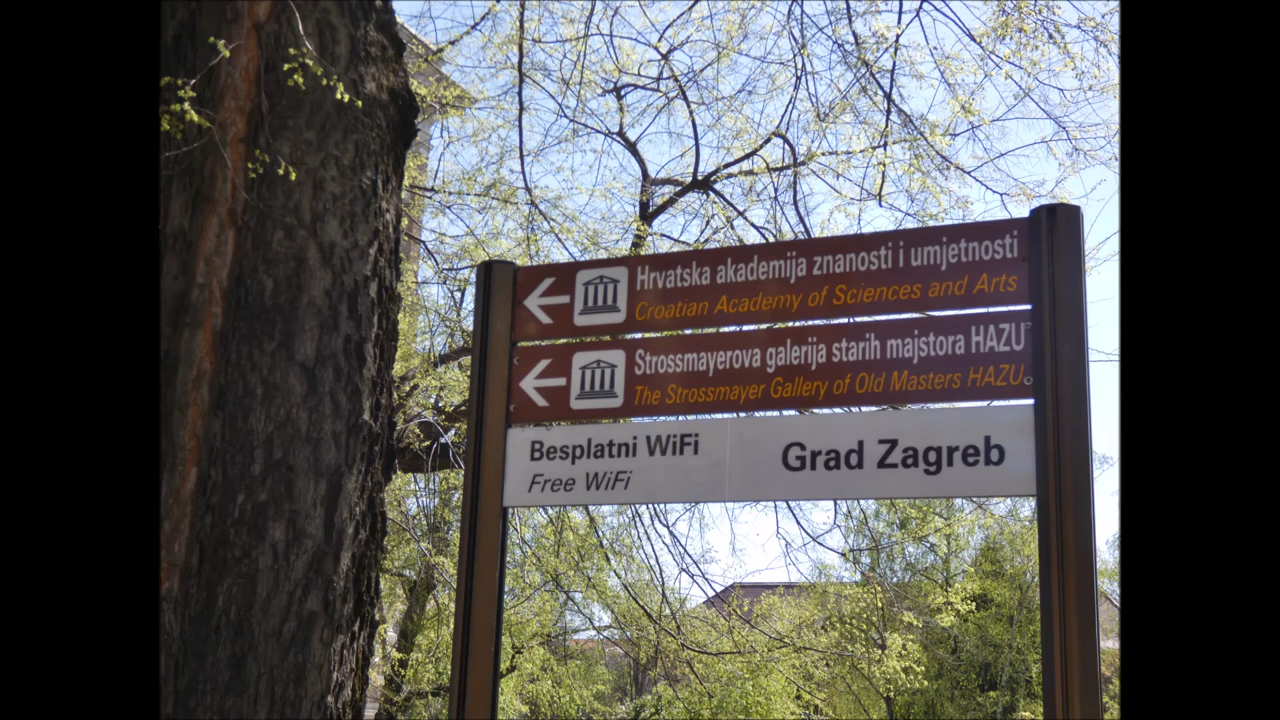 Hrvatska akademija znanosti i umjetnosti
Croatian Academy of Sciences and Arts
Strossmayerova galerija starih majstora HAZU
The Strossmayer Gallery of Old Masters HAZU
Besplatni WiFi
Free WiFi
Grad Zagreb